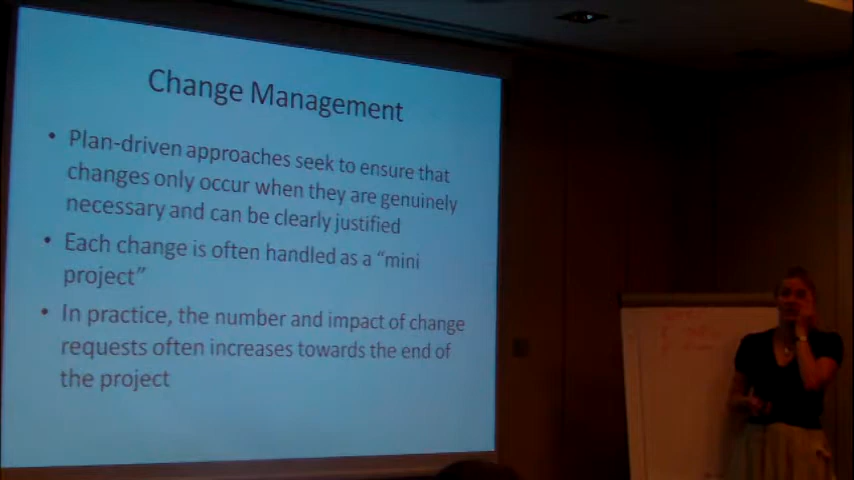 Change Management
• Plan-driven approaches seek to ensure that
changes only occur when they are genuinely
necessary and can be clearly justified
• Each change is often handled as a “mini
project”
• In practice, the number and impact of change
requests often increases towards the end of
the project